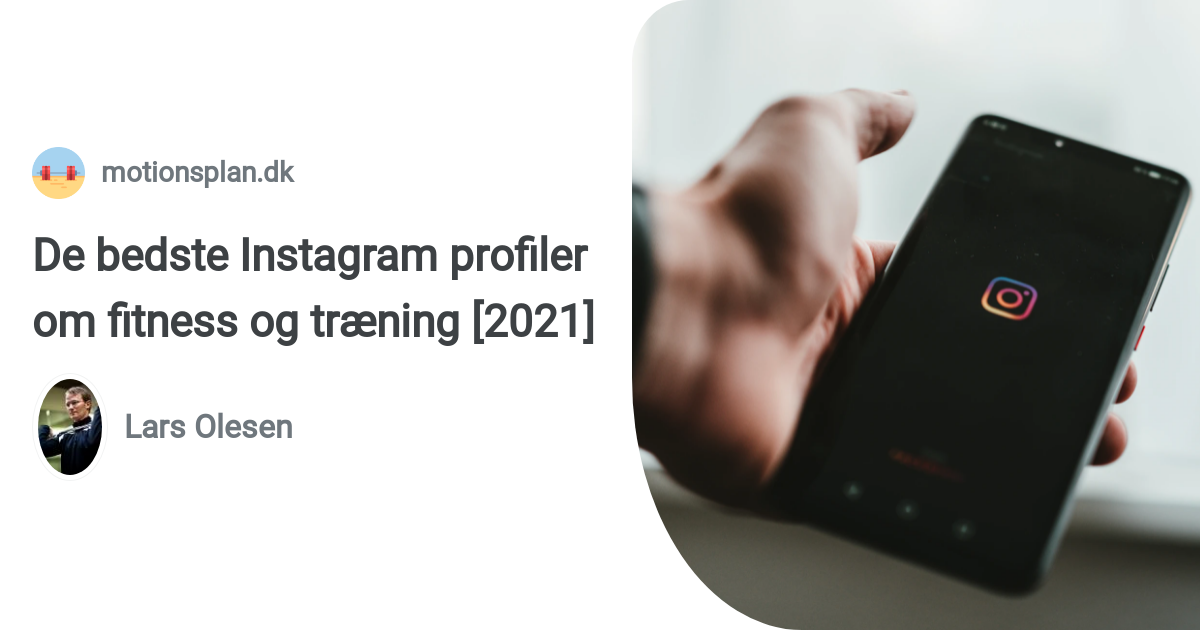 motionsplan.dk
De bedste Instagram profiler
om fitness og træning [2021]
Lars Olesen